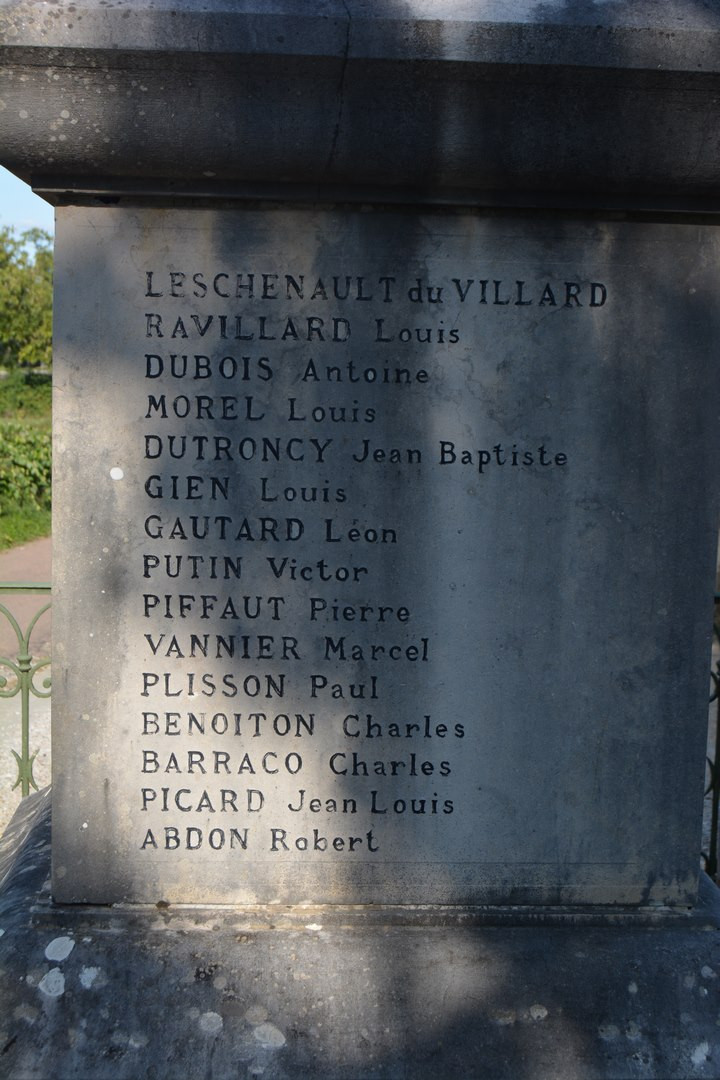 LESCHENAULT du VILLARD
RAVILLARD Louis
DUBOIS Antoine
MOREL Louis
DUTRONCY Jean Baptiste
GIEN Louis
GAUTARD Léon
PUTIN Victor
PIFFAUT Pierre
VANNIER Marcel
PLISSON Paul
BENOITON Charles
BARRACO Charles
PICARD Jean Louis
ABDON Robert